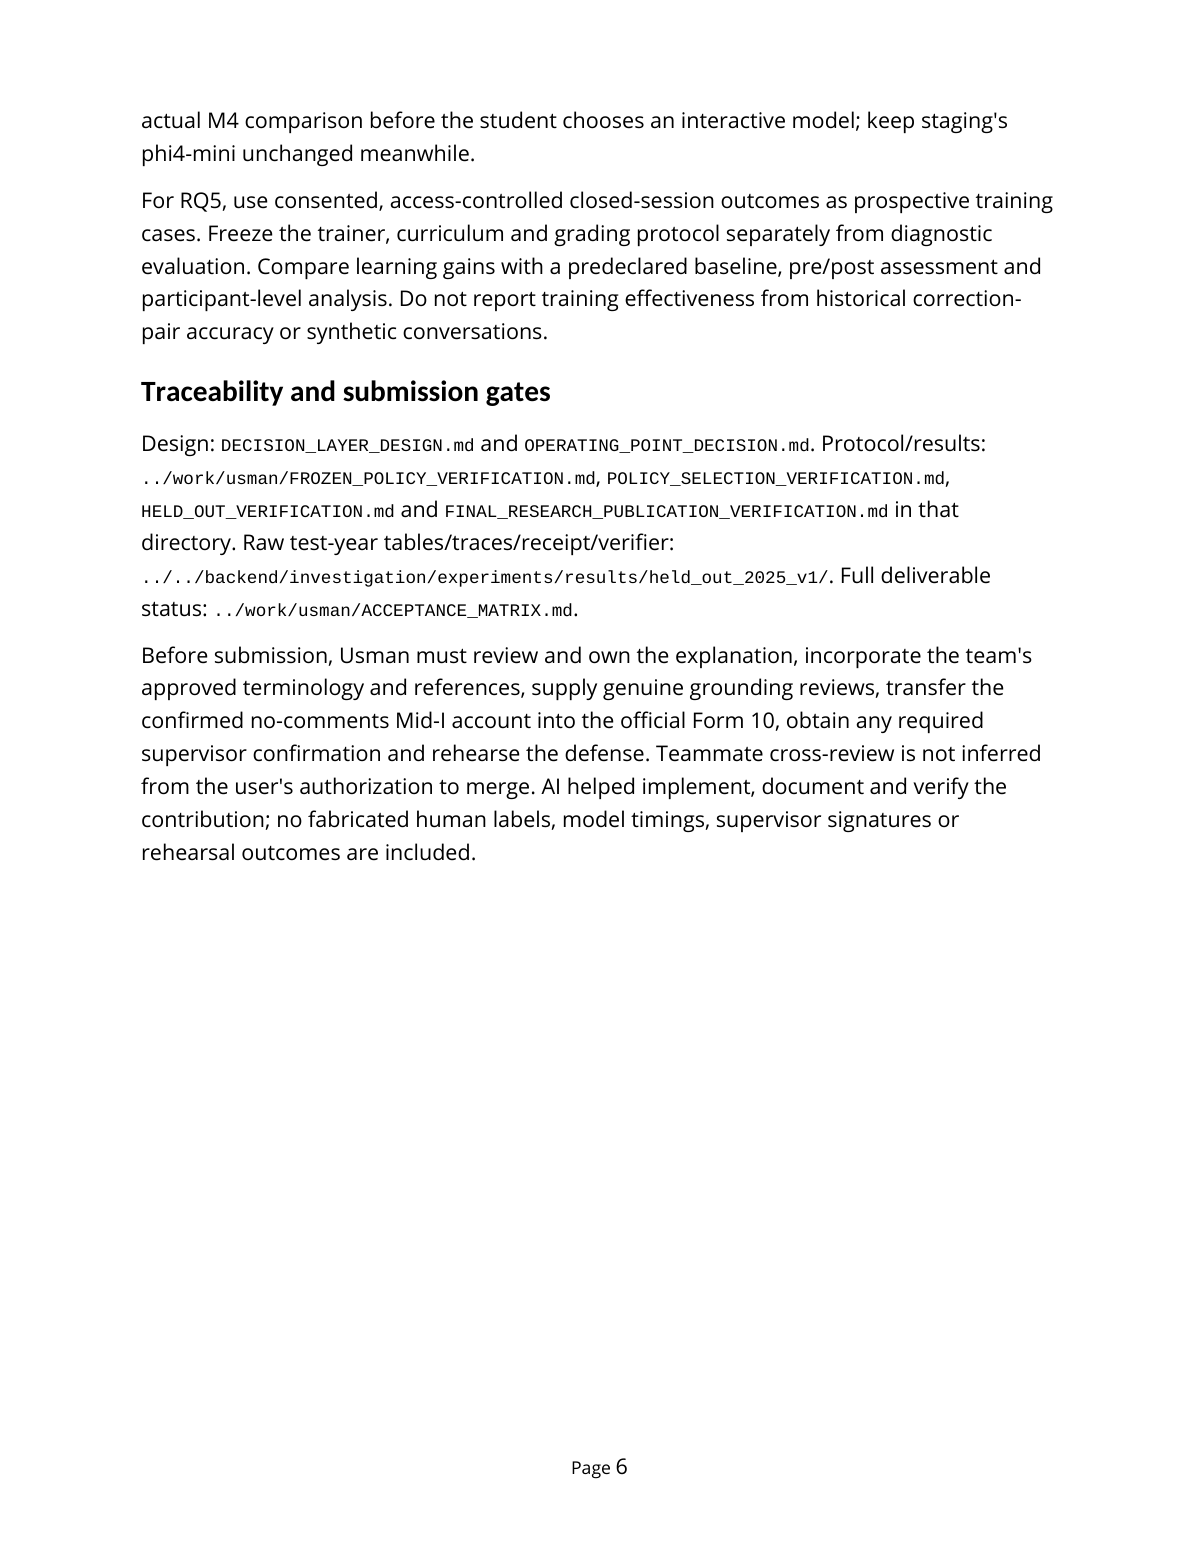 actual M4 comparison before the student chooses an interactive model; keep staging's
phi4-mini unchanged meanwhile.
For RQ5, use consented, access-controlled closed-session outcomes as prospective training
cases. Freeze the trainer, curriculum and grading protocol separately from diagnostic
evaluation. Compare learning gains with a predeclared baseline, pre/post assessment and
participant-level analysis. Do not report training effectiveness from historical correction-
pair accuracy or synthetic conversations.
Traceability and submission gates
Design: DECISION_LAYER_DESIGN.md and OPERATING_POINT_DECISION.md. Protocol/results:
../work/usman/FROZEN_POLICY_VERIFICATION.md, POLICY_SELECTION_VERIFICATION.md,
HELD_OUT_VERIFICATION.md and FINAL_RESEARCH_PUBLICATION_VERIFICATION.md in that
directory. Raw test-year tables/traces/receipt/verifier:
../../backend/investigation/experiments/results/held_out_2025_v1/. Full deliverable
status: ../work/usman/ACCEPTANCE_MATRIX.md.
Before submission, Usman must review and own the explanation, incorporate the team's
approved terminology and references, supply genuine grounding reviews, transfer the
confirmed no-comments Mid-I account into the official Form 10, obtain any required
supervisor confirmation and rehearse the defense. Teammate cross-review is not inferred
from the user's authorization to merge. AI helped implement, document and verify the
contribution; no fabricated human labels, model timings, supervisor signatures or
rehearsal outcomes are included.
Page 6